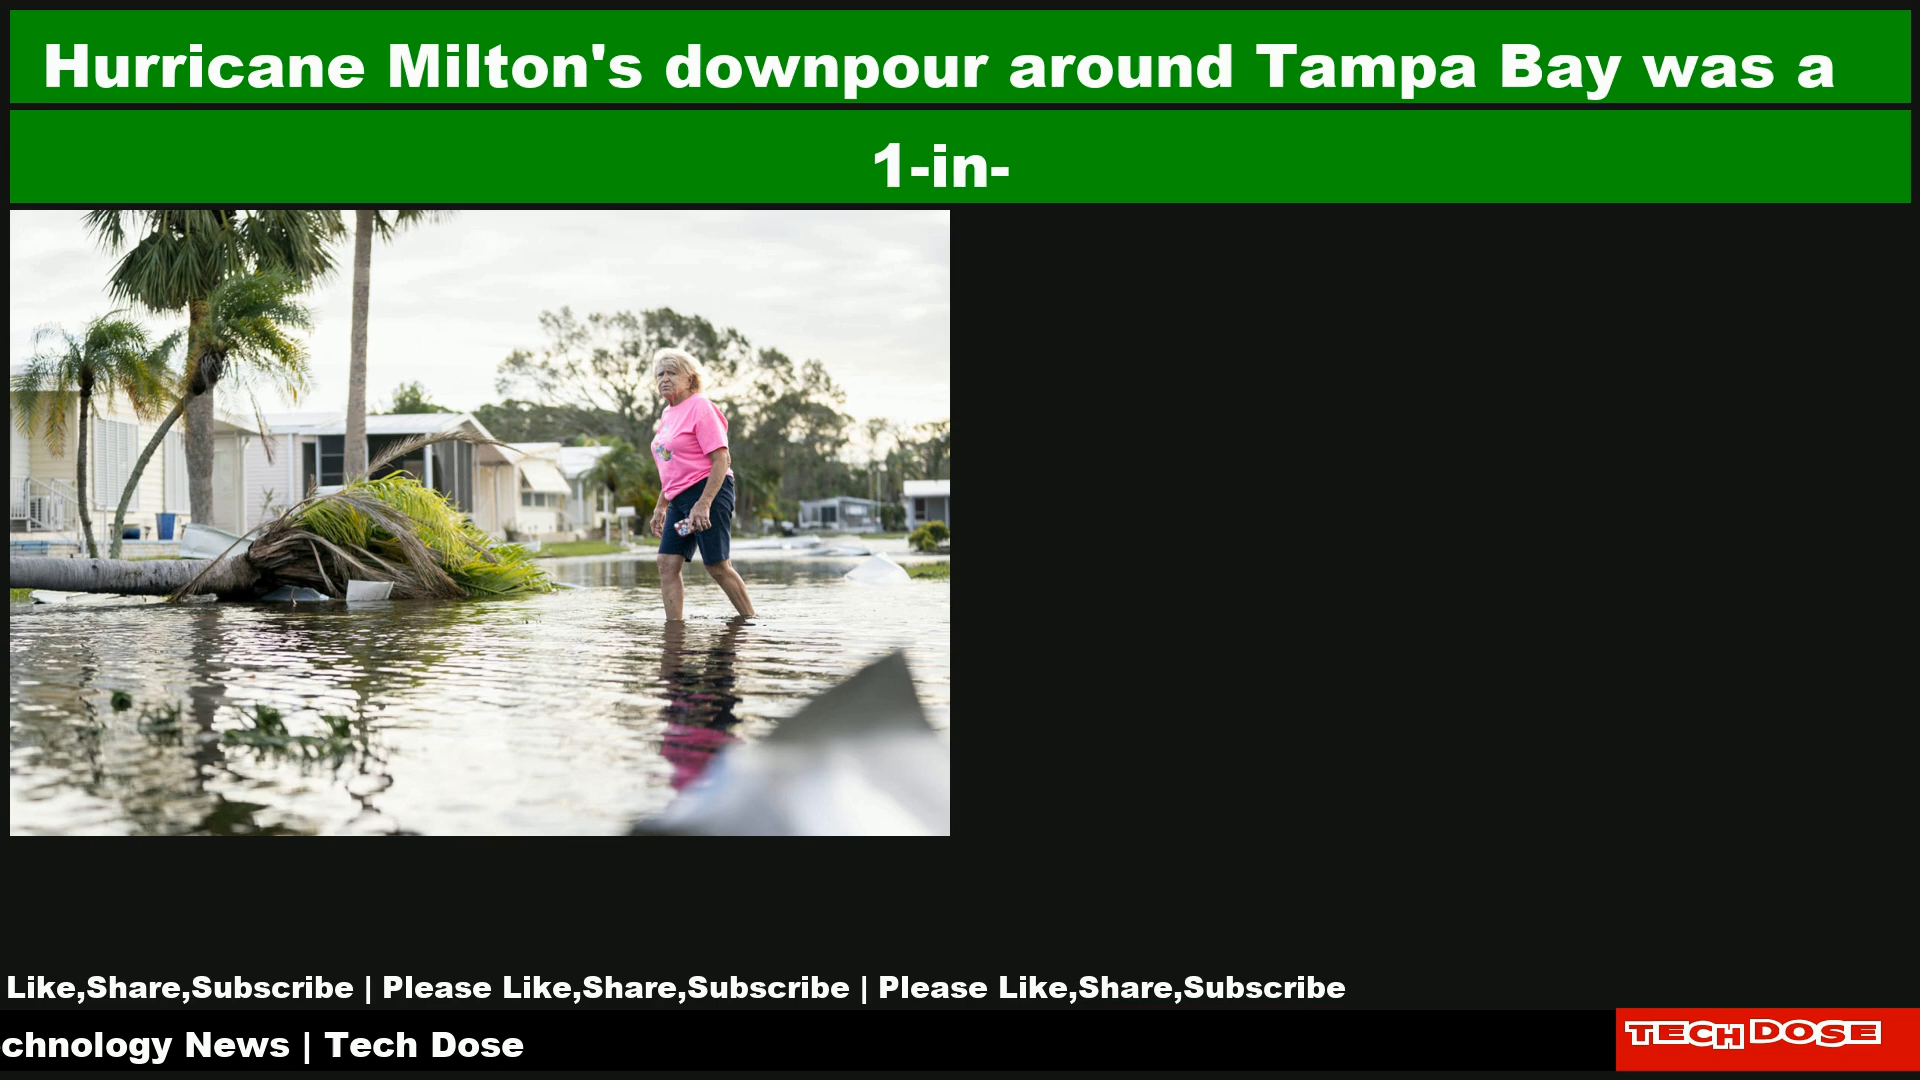 Hurricane Milton's downpour around Tampa Bay was a
1-in-
Like,Share,Subscribe | Please Like,Share,Subscribe | Please Like,Share,Subscribe
chnology News | Tech Dose
TECH DOSE